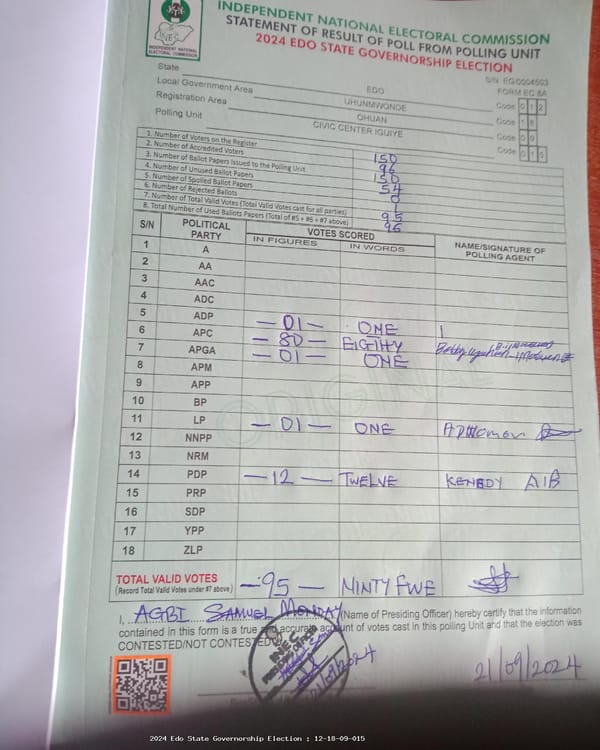 INDEPENDENT NATIONAL ELECTORAL COMMISSION
STATEMENT OF RESULT OF POLL FROM POLLING UNIT
2024 EDO STATE GOVERNORSHIP ELECTION
INEC
INDEPENDENT NATIONAL ELECTORAL COMMISSION
S/N EG0004503
FORM EC 8A
State EDO Code 0 1 2
Local Government Area UHUNMWONDE Code 1 8
Registration Area OHUAN Code 0 9
Polling Unit CIVIC CENTER IGUIYE Code 0 1 5
1. Number of Voters on the Register 150
2. Number of Accredited Voters 96
3. Number of Ballot Papers Issued to the Polling Unit 150
4. Number of Unused Ballot Papers 54
5. Number of Spoiled Ballot Papers 0
6. Number of Rejected Ballots 1
7. Number of Total Valid Votes (Total Valid Votes cast for all parties) 95
8. Total Number of Used Ballots Papers (Total of #5 + #6 + #7 above) 96
S/N POLITICAL PARTY VOTES SCORED NAME/SIGNATURE OF POLLING AGENT
IN FIGURES IN WORDS
1 A
2 AA
3 AAC
4 ADC
5 ADP — 01 — ONE
6 APC — 80 — EIGIHY
7 APGA — 01 — ONE
8 APM
9 APP
10 BP
11 LP — 01 — ONE
12 NNPP
13 NRM
14 PDP — 12 — TWELVE KENEDY AIB
15 PRP
16 SDP
17 YPP
18 ZLP
TOTAL VALID VOTES — 95 — NINTY FWE
(Record Total Valid Votes under #7 above)
I, AGBI SAMUEL MONDAY (Name of Presiding Officer) hereby certify that the information
contained in this form is a true and accurate account of votes cast in this polling Unit and that the election was
CONTESTED/NOT CONTESTED
21/09/2024
21/09/2024
2024 Edo State Governorship Election : 12-18-09-015